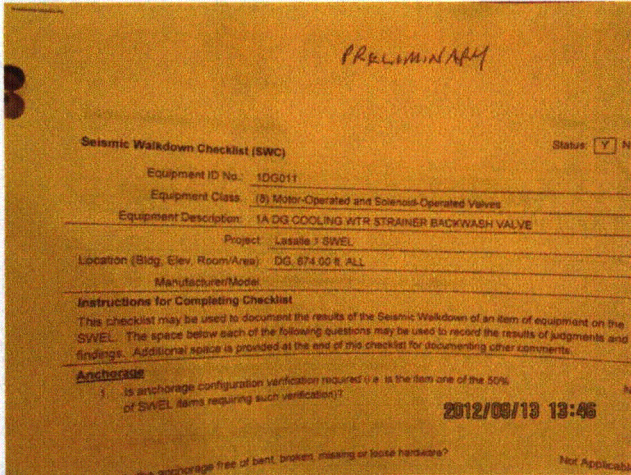 PRELIMINARY
Seismic Walkdown Checklist (SWC) Status: Y N
Equipment ID No.: 1DG011
Equipment Class: (8) Motor-Operated and Solenoid-Operated Valves
Equipment Description: 1A DG COOLING WTR STRAINER BACKWASH VALVE
Project: Lasalle 1 SWEL
Location (Bldg, Elev, Room/Area): DG, 674.00 ft, ALL
Manufacturer/Model:
Instructions for Completing Checklist
This checklist may be used to document the results of the Seismic Walkdown of an item of equipment on the
SWEL. The space below each of the following questions may be used to record the results of judgments and
findings. Additional space is provided at the end of this checklist for documenting other comments.
Anchorage
1. Is anchorage configuration verification required (i.e. is the item one of the 50% N
of SWEL items requiring such verification)?
2012/09/13 13:46
anchorage free of bent, broken, missing or loose hardware? Not Applicab